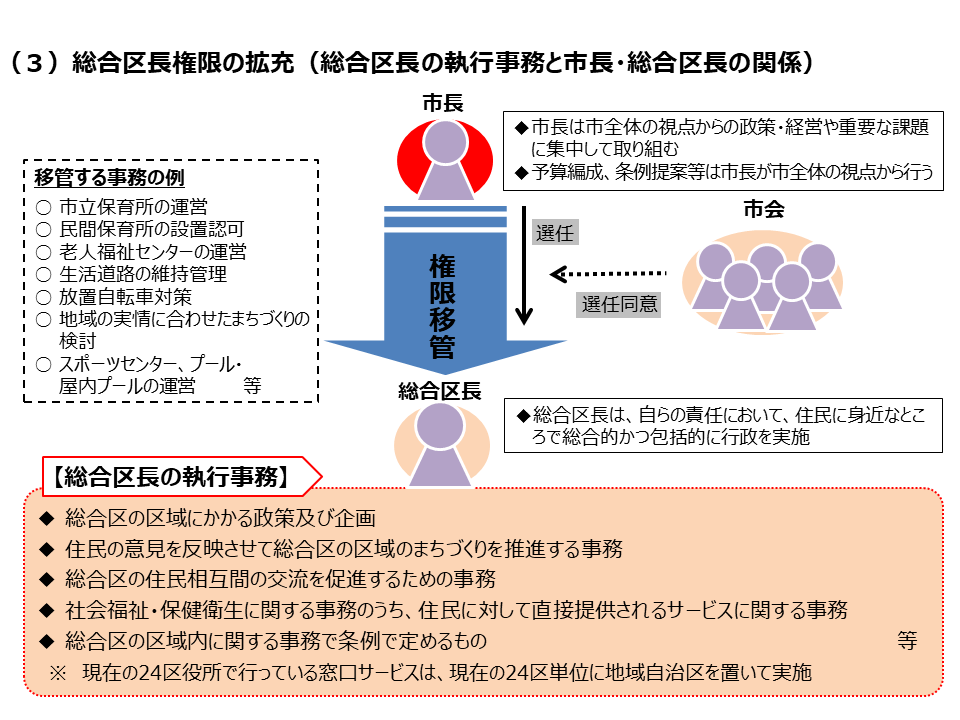 （３）総合区長権限の拡充（総合区長の執行事務と市長・総合区長の関係）
市長
◆市長は市全体の視点からの政策・経営や重要な課題
に集中して取り組む
◆予算編成、条例提案等は市長が市全体の視点から行う
移管する事務の例
○ 市立保育所の運営
○ 民間保育所の設置認可
○ 老人福祉センターの運営
○ 生活道路の維持管理
○ 放置自転車対策
○ 地域の実情に合わせたまちづくりの
検討
○ スポーツセンター、プール・
屋内プールの運営　等
市会
選任
選任同意
権限移管
総合区長
◆総合区長は、自らの責任において、住民に身近なとこ
ろで総合的かつ包括的に行政を実施
【総合区長の執行事務】
◆ 総合区の区域にかかる政策及び企画
◆ 住民の意見を反映させて総合区の区域のまちづくりを推進する事務
◆ 総合区の住民相互間の交流を促進するための事務
◆ 社会福祉・保健衛生に関する事務のうち、住民に対して直接提供されるサービスに関する事務
◆ 総合区の区域内に関する事務で条例で定めるもの　等
※ 現在の24区役所で行っている窓口サービスは、現在の24区単位に地域自治区を置いて実施